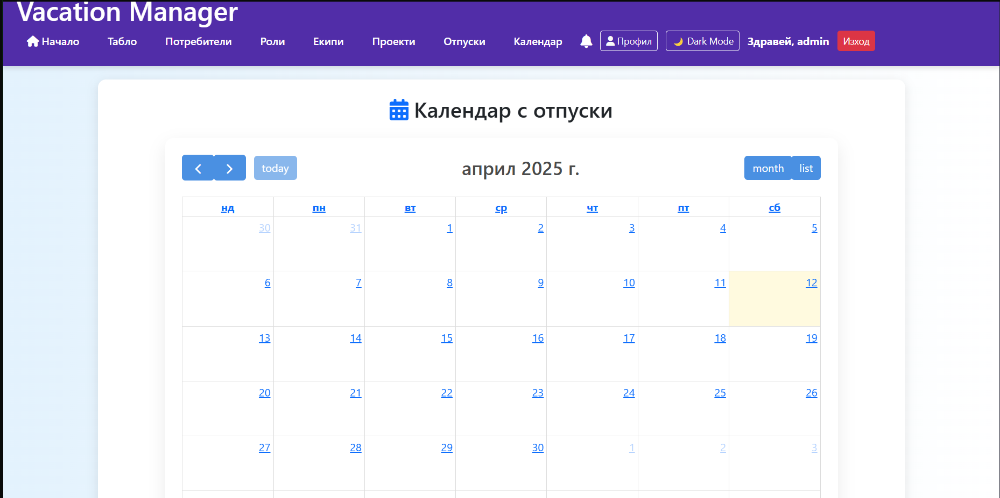 Vacation Manager
Начало Табло Потребители Роли Екипи Проекти Отпуски Календар Профил Dark Mode Здравей, admin Изход
Календар с отпуски
today април 2025 г. month list
нд пн вт ср чт пт сб
30 31 1 2 3 4 5
6 7 8 9 10 11 12
13 14 15 16 17 18 19
20 21 22 23 24 25 26
27 28 29 30 1 2 3